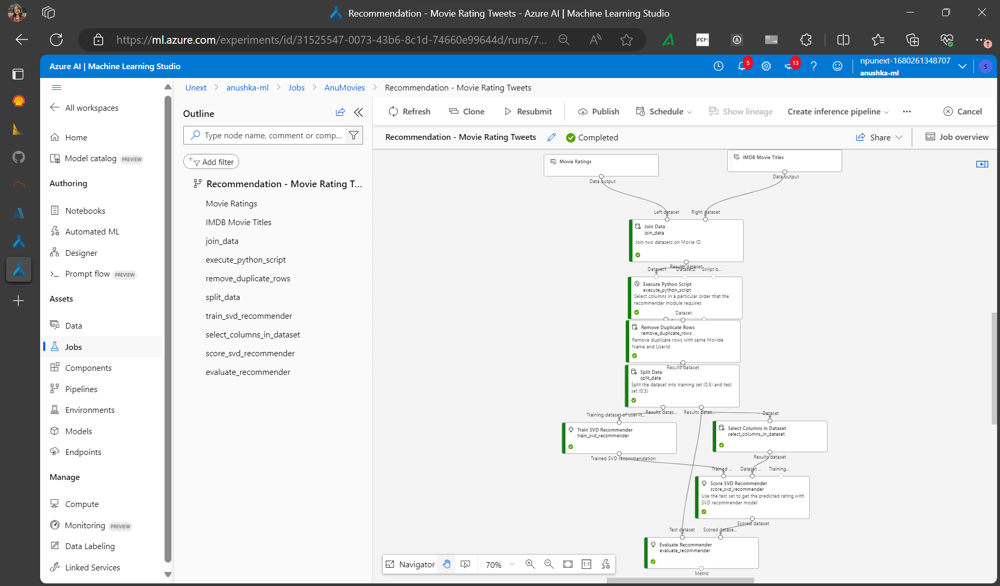 Recommendation - Movie Rating Tweets - Azure AI | Machine Learning Studio
https://ml.azure.com/experiments/id/31525547-0073-43b6-8c1d-74660e99644d/runs/7...
FCM
Azure AI | Machine Learning Studio
5
13
npunext-1680261348707
anushka-ml
S
All workspaces
Home
Model catalog PREVIEW
Authoring
Notebooks
Automated ML
Designer
Prompt flow PREVIEW
Assets
Data
Jobs
Components
Pipelines
Environments
Models
Endpoints
Manage
Compute
Monitoring PREVIEW
Data Labeling
Linked Services
Unext > anushka-ml > Jobs > AnuMovies > Recommendation - Movie Rating Tweets
Outline
Type node name, comment or comp...
Add filter
Recommendation - Movie Rating T...
Movie Ratings
IMDB Movie Titles
join_data
execute_python_script
remove_duplicate_rows
split_data
train_svd_recommender
select_columns_in_dataset
score_svd_recommender
evaluate_recommender
Refresh Clone Resubmit Publish Schedule Show lineage Create inference pipeline ... Cancel
Recommendation - Movie Rating Tweets Completed Share Job overview
Movie Ratings
Data output
IMDB Movie Titles
Data output
Left dataset Right dataset
Join Data
join_data
Join two datasets on Movie ID
Results dataset
Dataset1 Dataset2 Script b...
Execute Python Script
execute_python_script
Select columns in a particular order that the
recommender module requires
Dataset
Remove Duplicate Rows
remove_duplicate_rows
Remove duplicate rows with same Movide
Name and UserId
Results dataset
Split Data
split_data
Split the dataset into training set (0.5) and test
set (0.5)
Results datas... Results datas...
Training dataset of user-it...
Train SVD Recommender
train_svd_recommender
Trained SVD recommendation
Dataset
Select Columns in Dataset
select_columns_in_dataset
Results dataset
Trained ... Dataset ... Training...
Score SVD Recommender
score_svd_recommender
Use the test set to get the predicted rating with
SVD recommender model
Scored dataset
Test dataset Scored datase...
Evaluate Recommender
evaluate_recommender
Metric
Navigator 70% 1:1